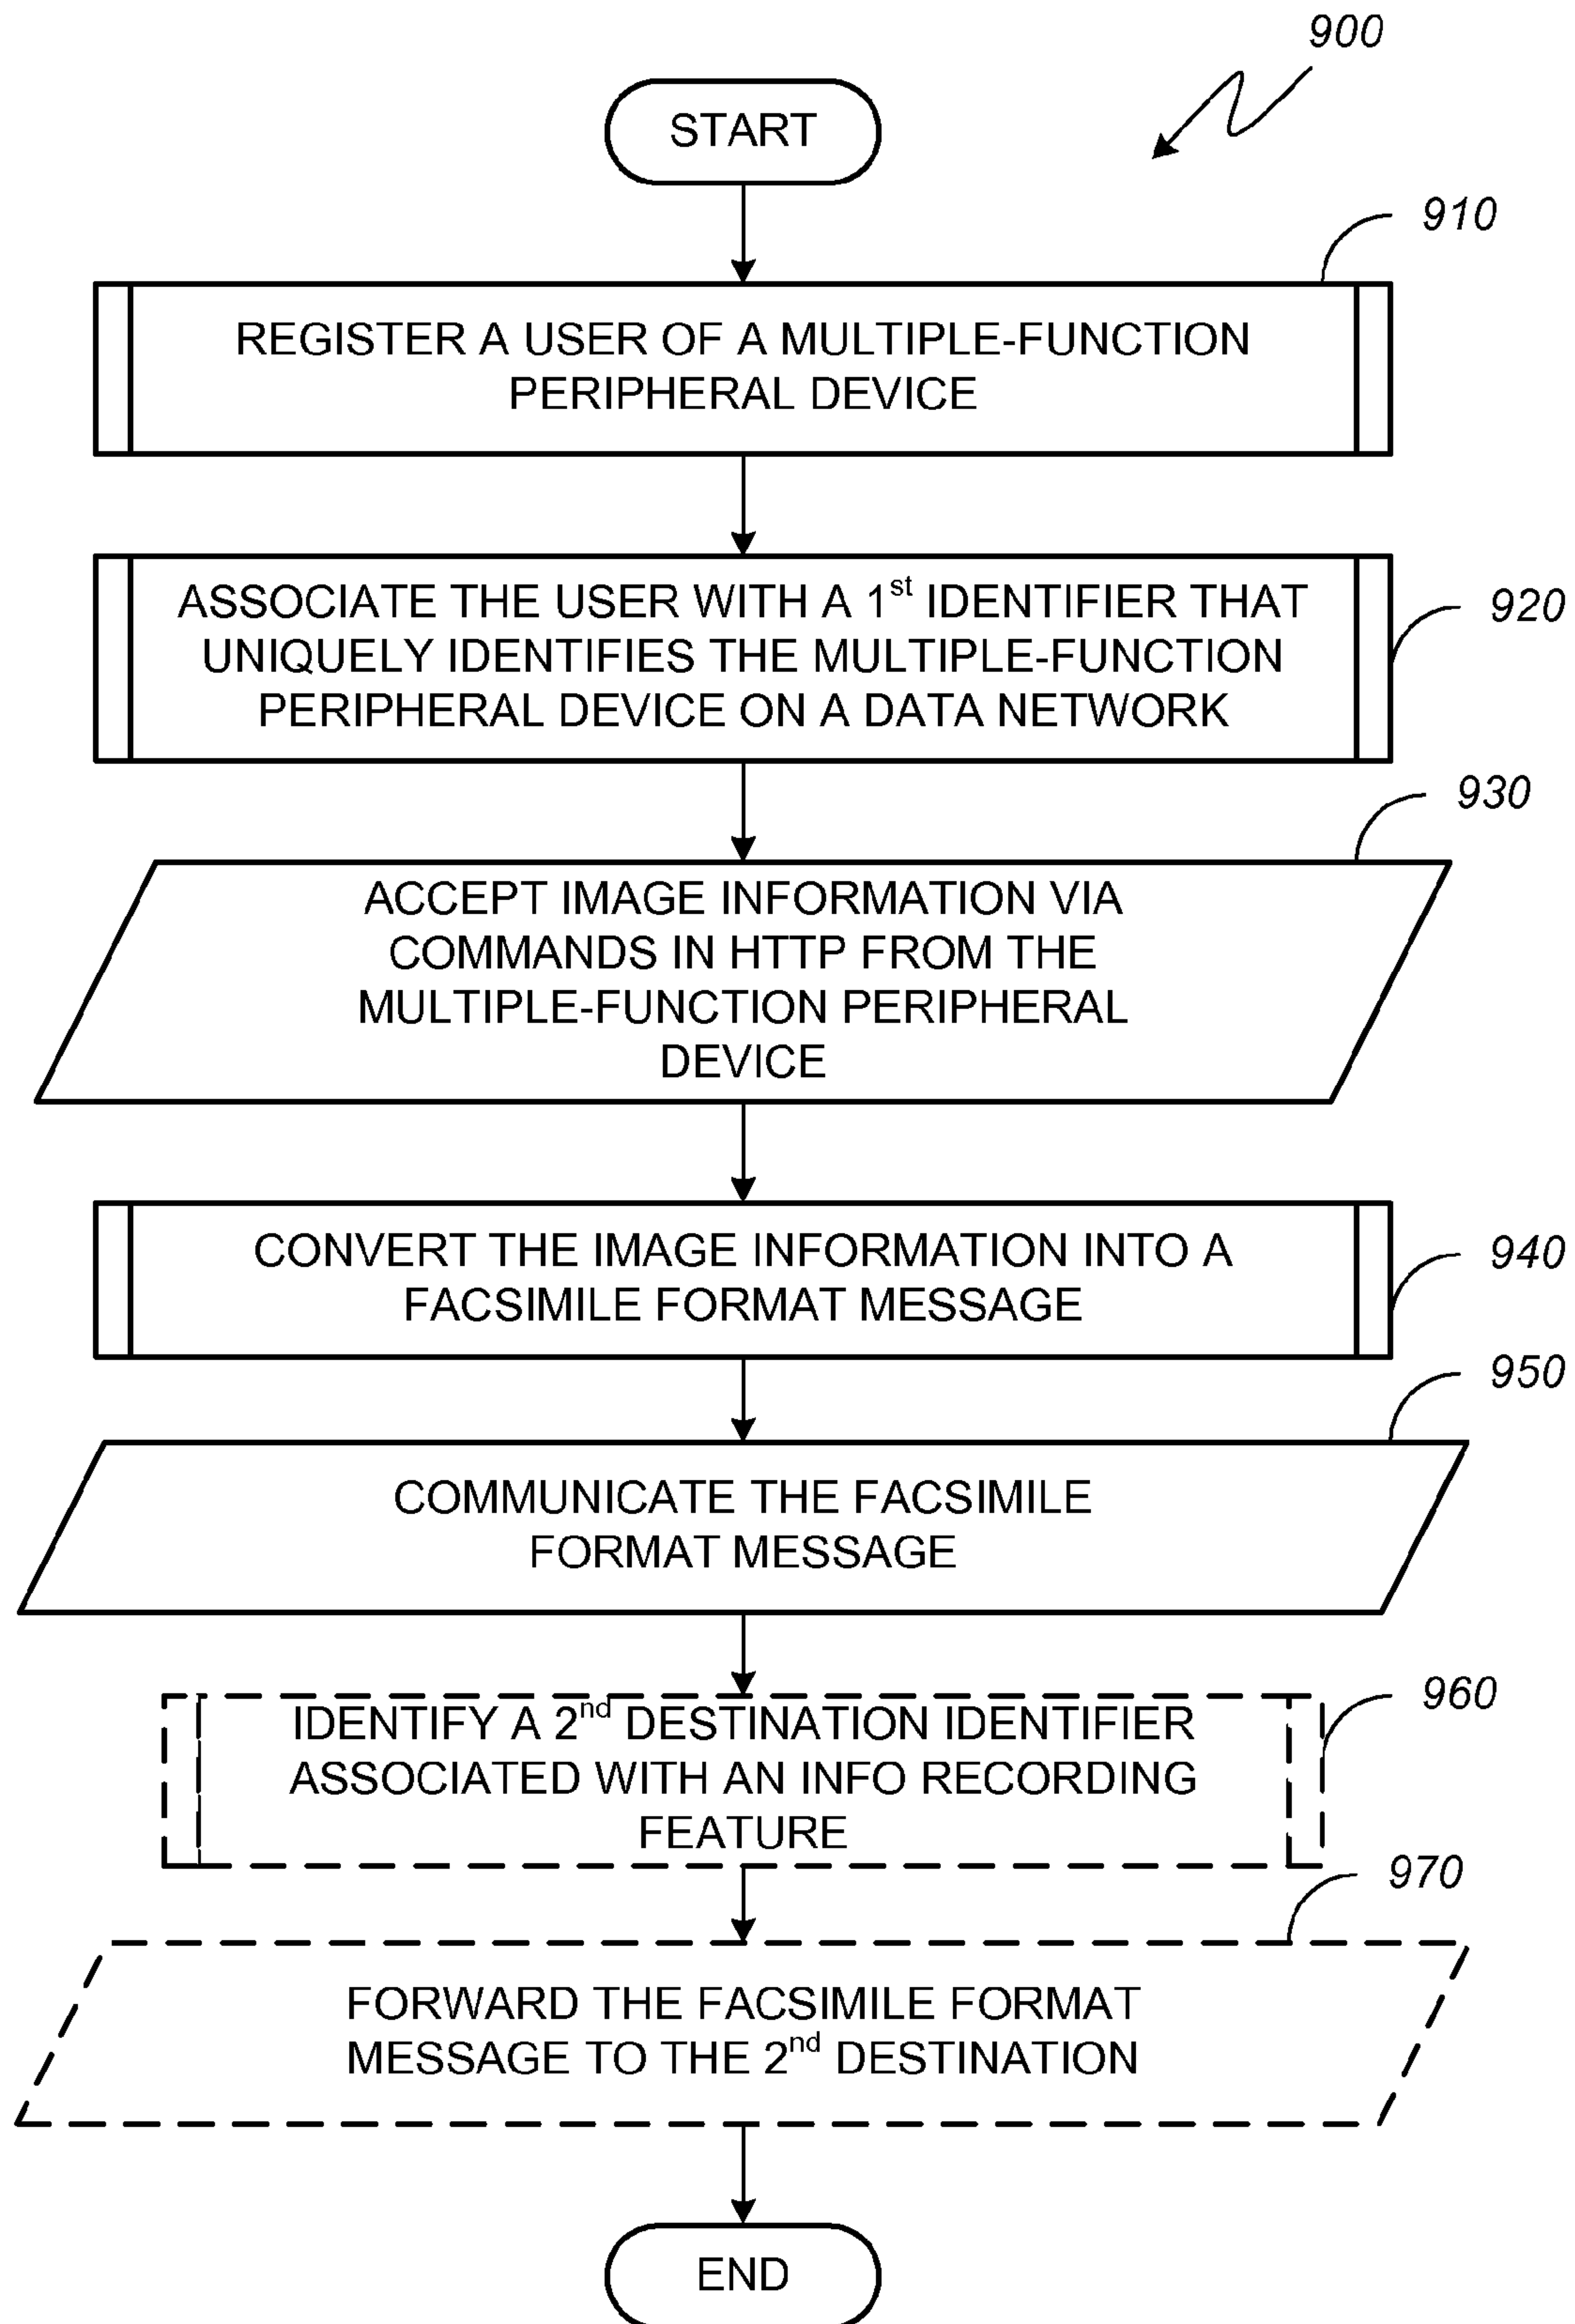 900
START
910
REGISTER A USER OF A MULTIPLE-FUNCTION
PERIPHERAL DEVICE
ASSOCIATE THE USER WITH A 1st IDENTIFIER THAT
UNIQUELY IDENTIFIES THE MULTIPLE-FUNCTION
PERIPHERAL DEVICE ON A DATA NETWORK
920
930
ACCEPT IMAGE INFORMATION VIA
COMMANDS IN HTTP FROM THE
MULTIPLE-FUNCTION PERIPHERAL
DEVICE
CONVERT THE IMAGE INFORMATION INTO A
FACSIMILE FORMAT MESSAGE
940
950
COMMUNICATE THE FACSIMILE
FORMAT MESSAGE
960
IDENTIFY A 2nd DESTINATION IDENTIFIER
ASSOCIATED WITH AN INFO RECORDING
FEATURE
970
FORWARD THE FACSIMILE FORMAT
MESSAGE TO THE 2nd DESTINATION
END